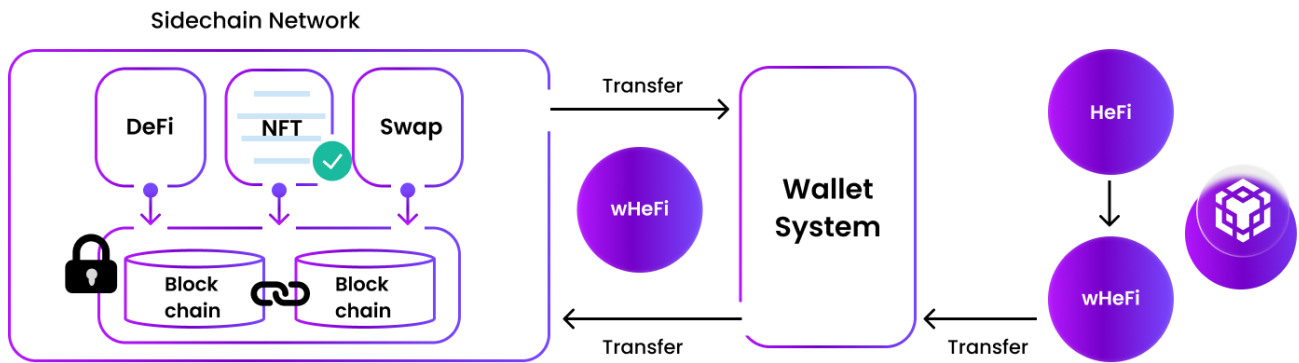 Sidechain Network
DeFi
NFT
Swap
Block
chain
Block
chain
Transfer
wHeFi
Transfer
Wallet
System
HeFi
wHeFi
Transfer